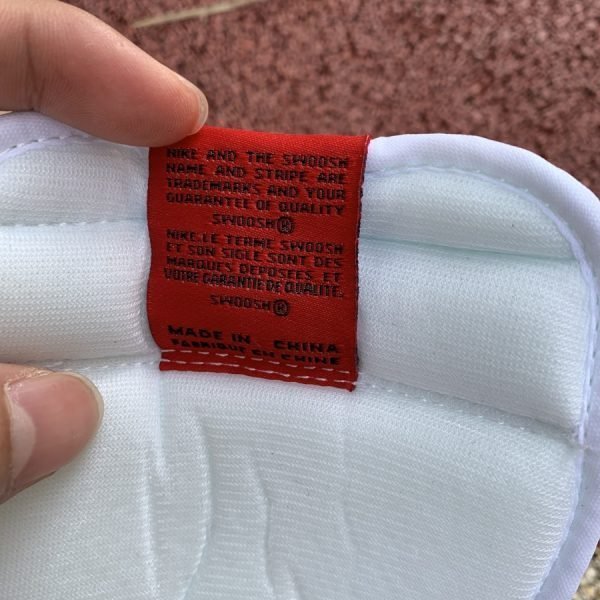 NIKE AND THE SWOOSH
NAME AND STRIPE ARE
TRADEMARKS AND YOUR
GUARANTEE OF QUALITY
SWOOSH®
NIKE.LE TERME SWOOSH
ET SON SIGLE SONT DES
MARQUES DEPOSEES ET
VOTRE GARANTIE DE QUALITE.
SWOOSH®
MADE IN CHINA
FABRIQUE EN CHINE